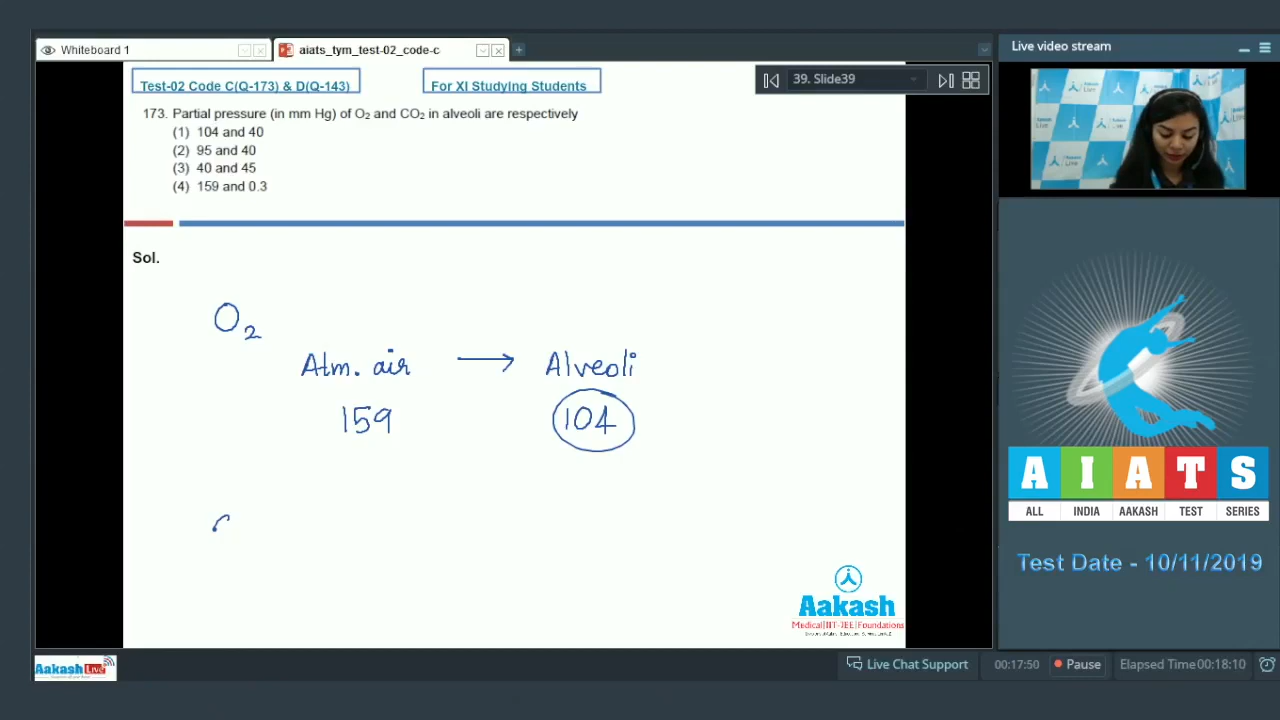 Whiteboard 1
aiats_tym_test-02_code-c
Live video stream
Test-02 Code C(Q-173) & D(Q-143)
For XI Studying Students
39. Slide39
173. Partial pressure (in mm Hg) of O₂ and CO₂ in alveoli are respectively
(1) 104 and 40
(2) 95 and 40
(3) 40 and 45
(4) 159 and 0.3
Sol.
O₂
Atm. air → Alveoli
159 104
AIATS
ALL INDIA AAKASH TEST SERIES
Test Date - 10/11/2019
Aakash
Medical|IIT-JEE|Foundations
Aakash Live
Live Chat Support
00:17:50
Pause
Elapsed Time 00:18:10